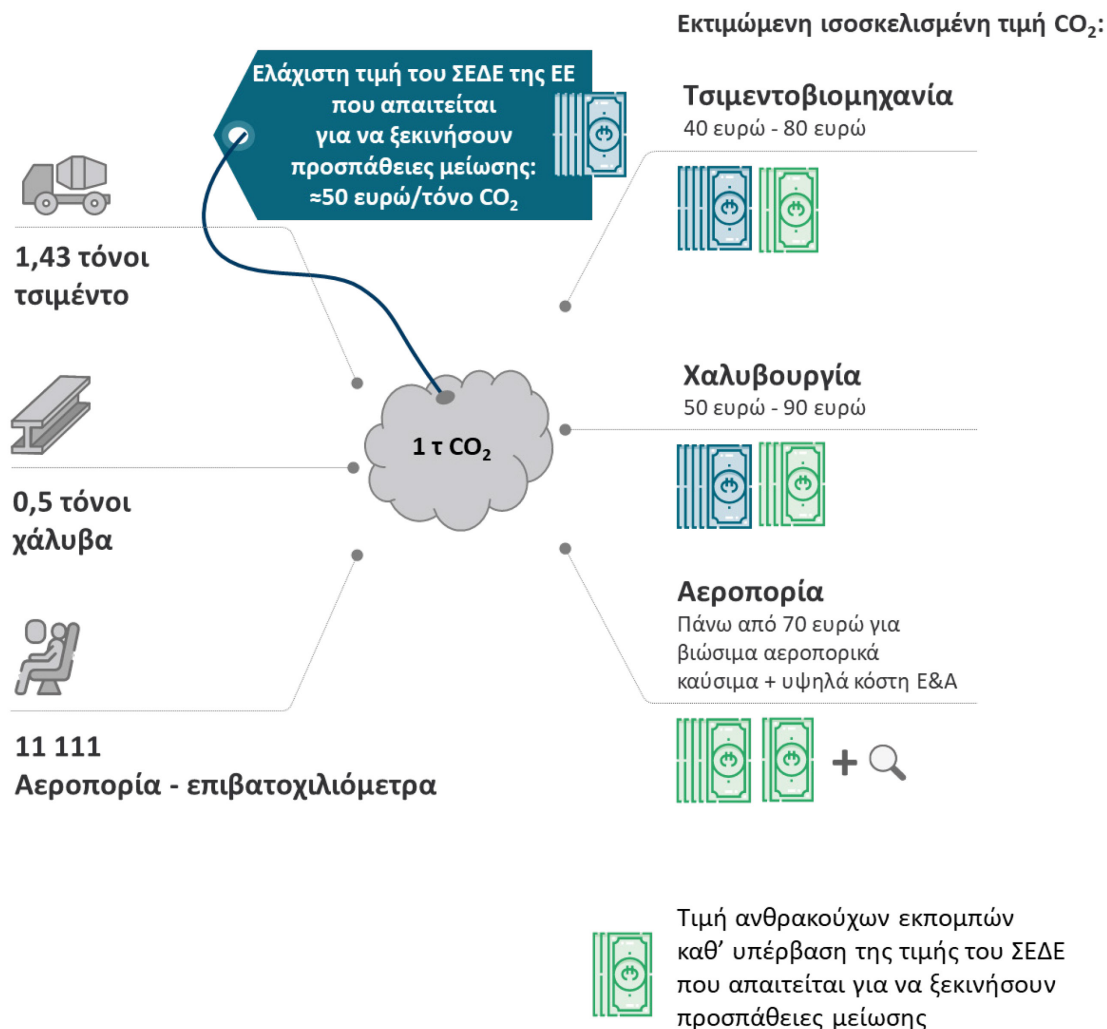 Εκτιμώμενη ισοσκελισμένη τιμή CO₂:
Ελάχιστη τιμή του ΣΕΔΕ της ΕΕ
που απαιτείται
για να ξεκινήσουν
προσπάθειες μείωσης:
≈50 ευρώ/τόνο CO₂
Τσιμεντοβιομηχανία
40 ευρώ - 80 ευρώ
1,43 τόνοι
τσιμέντο
Χαλυβουργία
50 ευρώ - 90 ευρώ
1 τ CO₂
0,5 τόνοι
χάλυβα
Αεροπορία
Πάνω από 70 ευρώ για
βιώσιμα αεροπορικά
καύσιμα + υψηλά κόστη Ε&Α
11 111
Αεροπορία - επιβατοχιλιόμετρα
Τιμή ανθρακούχων εκπομπών
καθ’ υπέρβαση της τιμής του ΣΕΔΕ
που απαιτείται για να ξεκινήσουν
προσπάθειες μείωσης